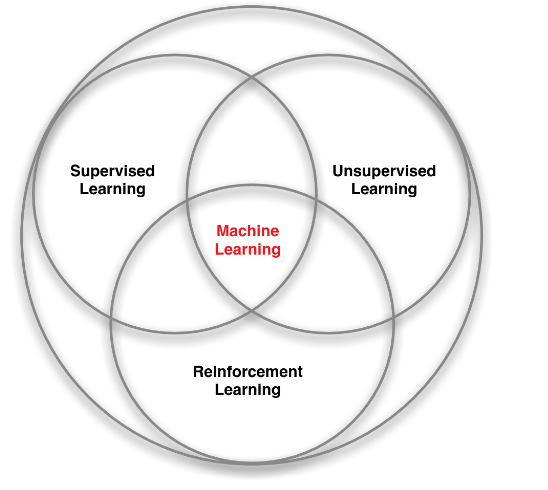 Supervised
Learning
Unsupervised
Learning
Machine
Learning
Reinforcement
Learning